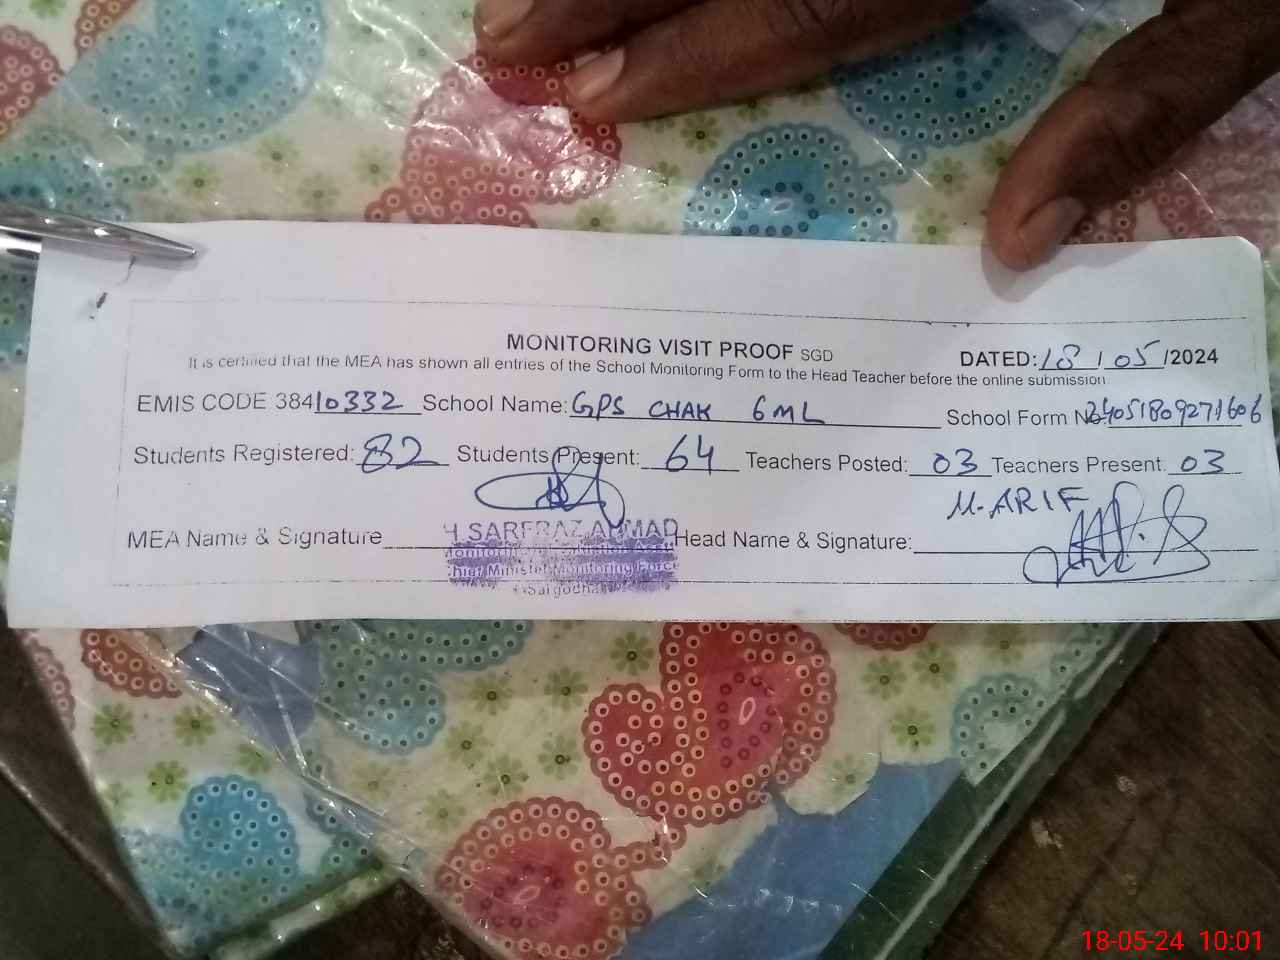 MONITORING VISIT PROOF SGD
DATED: 18/05/2024
It is certified that the MEA has shown all entries of the School Monitoring Form to the Head Teacher before the online submission.
EMIS CODE 38410332 School Name: GPS CHAK 6ML School Form No.
Students Registered: 82 Students Present: 64 Teachers Posted: 03 Teachers Present: 03
M. ARIF
MEA Name & Signature Head Name & Signature:
SARFRAZ AHMAD
Monitoring
Chief Minister Monitoring Force
Sargodha
18-05-24 10:01